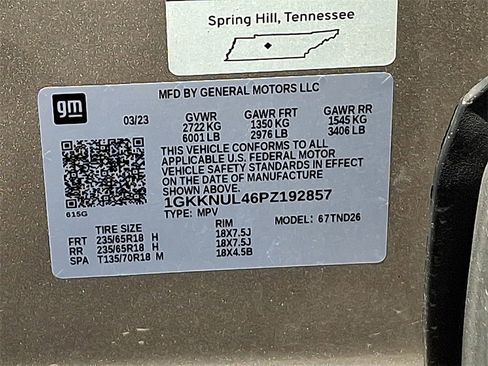 Spring Hill, Tennessee
MFD BY GENERAL MOTORS LLC
gm
03/23
GVWR GAWR FRT GAWR RR
2722 KG 1350 KG 1545 KG
6001 LB 2976 LB 3406 LB
THIS VEHICLE CONFORMS TO ALL
APPLICABLE U.S. FEDERAL MOTOR
VEHICLE SAFETY STANDARDS IN EFFECT
ON THE DATE OF MANUFACTURE
SHOWN ABOVE.
1GKKNUL46PZ192857
615G
TYPE: MPV MODEL: 67TND26
TIRE SIZE RIM
FRT 235/65R18 H 18X7.5J
RR 235/65R18 H 18X7.5J
SPA T135/70R18 M 18X4.5B